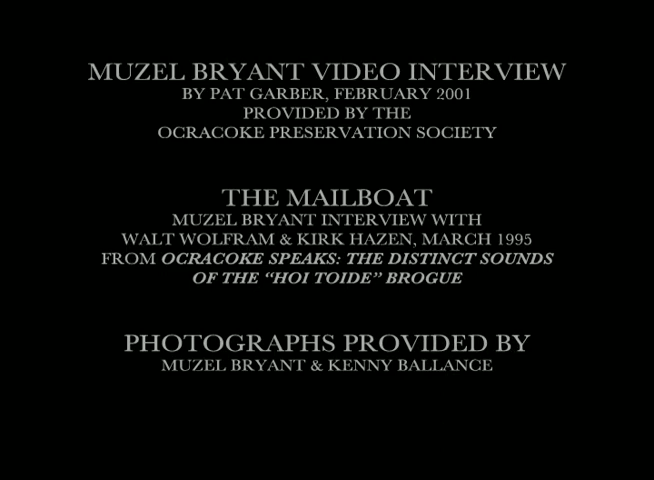 MUZEL BRYANT VIDEO INTERVIEW
BY PAT GARBER, FEBRUARY 2001
PROVIDED BY THE
OCRACOKE PRESERVATION SOCIETY
THE MAILBOAT
MUZEL BRYANT INTERVIEW WITH
WALT WOLFRAM & KIRK HAZEN, MARCH 1995
FROM OCRACOKE SPEAKS: THE DISTINCT SOUNDS
OF THE “HOI TOIDE” BROGUE
PHOTOGRAPHS PROVIDED BY
MUZEL BRYANT & KENNY BALLANCE